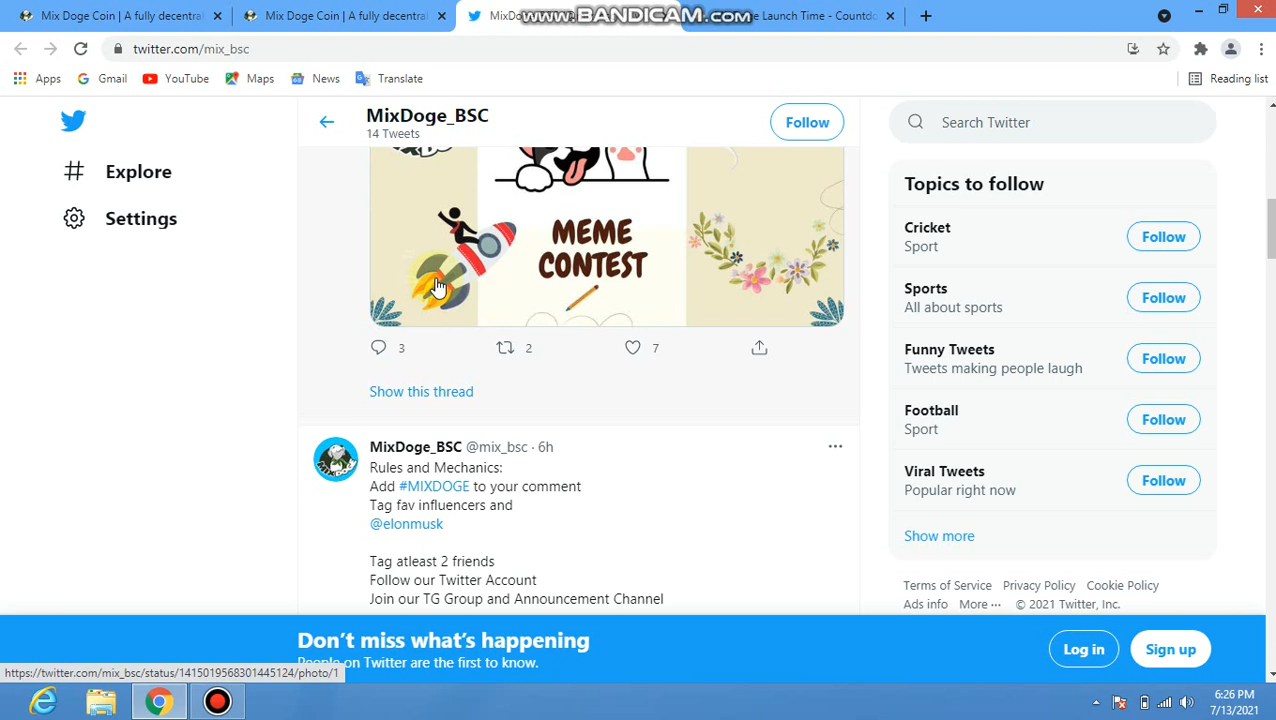 Mix Doge Coin | A fully decentral
Mix Doge Coin | A fully decentral
MixDo
www.BANDICAM.com
e Launch Time - Countdo
twitter.com/mix_bsc
Apps
Gmail
YouTube
Maps
News
Translate
Reading list
MixDoge_BSC
14 Tweets
Follow
Search Twitter
Explore
Settings
MEME
CONTEST
3
2
7
Show this thread
MixDoge_BSC @mix_bsc · 6h
Rules and Mechanics:
Add #MIXDOGE to your comment
Tag fav influencers and
@elonmusk
Tag atleast 2 friends
Follow our Twitter Account
Join our TG Group and Announcement Channel
Topics to follow
Cricket
Sport
Follow
Sports
All about sports
Follow
Funny Tweets
Tweets making people laugh
Follow
Football
Sport
Follow
Viral Tweets
Popular right now
Follow
Show more
Terms of Service Privacy Policy Cookie Policy
Ads info More ··· © 2021 Twitter, Inc.
Don't miss what's happening
People on Twitter are the first to know.
Log in
Sign up
https://twitter.com/mix_bsc/status/1415019568301445124/photo/1
6:26 PM
7/13/2021